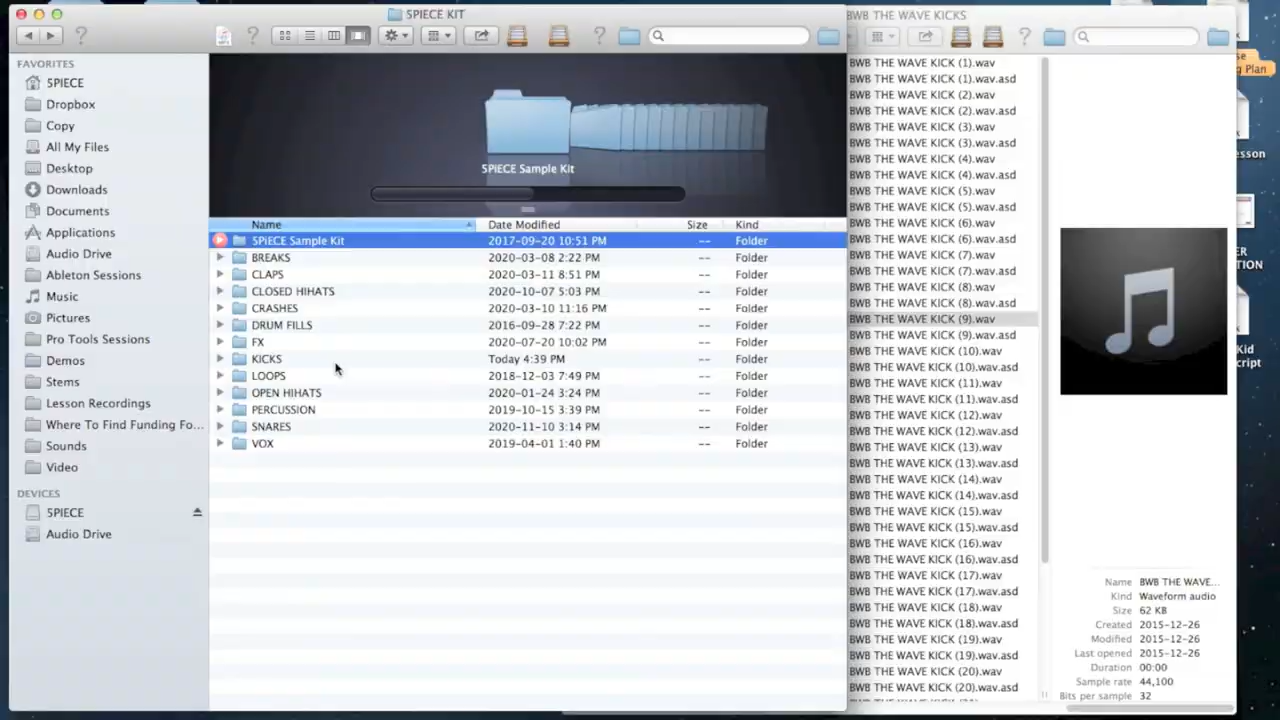 5PIECE KIT
FAVORITES
5PIECE
Dropbox
Copy
All My Files
Desktop
Downloads
Documents
Applications
Audio Drive
Ableton Sessions
Music
Pictures
Pro Tools Sessions
Demos
Stems
Lesson Recordings
Where To Find Funding Fo...
Sounds
Video
DEVICES
5PIECE
Audio Drive
5PiECE Sample Kit
Name Date Modified Size Kind
5PiECE Sample Kit 2017-09-20 10:51 PM -- Folder
BREAKS 2020-03-08 2:22 PM -- Folder
CLAPS 2020-03-11 8:51 PM -- Folder
CLOSED HIHATS 2020-10-07 5:03 PM -- Folder
CRASHES 2020-03-10 11:16 PM -- Folder
DRUM FILLS 2016-09-28 7:22 PM -- Folder
FX 2020-07-20 10:02 PM -- Folder
KICKS Today 4:39 PM -- Folder
LOOPS 2018-12-03 7:49 PM -- Folder
OPEN HIHATS 2020-01-24 3:24 PM -- Folder
PERCUSSION 2019-10-15 3:39 PM -- Folder
SNARES 2020-11-10 3:14 PM -- Folder
VOX 2019-04-01 1:40 PM -- Folder
BWB THE WAVE KICKS
BWB THE WAVE KICK (1).wav
BWB THE WAVE KICK (1).wav.asd
BWB THE WAVE KICK (2).wav
BWB THE WAVE KICK (2).wav.asd
BWB THE WAVE KICK (3).wav
BWB THE WAVE KICK (3).wav.asd
BWB THE WAVE KICK (4).wav
BWB THE WAVE KICK (4).wav.asd
BWB THE WAVE KICK (5).wav
BWB THE WAVE KICK (5).wav.asd
BWB THE WAVE KICK (6).wav
BWB THE WAVE KICK (6).wav.asd
BWB THE WAVE KICK (7).wav
BWB THE WAVE KICK (7).wav.asd
BWB THE WAVE KICK (8).wav
BWB THE WAVE KICK (8).wav.asd
BWB THE WAVE KICK (9).wav
BWB THE WAVE KICK (9).wav.asd
BWB THE WAVE KICK (10).wav
BWB THE WAVE KICK (10).wav.asd
BWB THE WAVE KICK (11).wav
BWB THE WAVE KICK (11).wav.asd
BWB THE WAVE KICK (12).wav
BWB THE WAVE KICK (12).wav.asd
BWB THE WAVE KICK (13).wav
BWB THE WAVE KICK (13).wav.asd
BWB THE WAVE KICK (14).wav
BWB THE WAVE KICK (14).wav.asd
BWB THE WAVE KICK (15).wav
BWB THE WAVE KICK (15).wav.asd
BWB THE WAVE KICK (16).wav
BWB THE WAVE KICK (16).wav.asd
BWB THE WAVE KICK (17).wav
BWB THE WAVE KICK (17).wav.asd
BWB THE WAVE KICK (18).wav
BWB THE WAVE KICK (18).wav.asd
BWB THE WAVE KICK (19).wav
BWB THE WAVE KICK (19).wav.asd
BWB THE WAVE KICK (20).wav
BWB THE WAVE KICK (20).wav.asd
Name BWB THE WAVE...
Kind Waveform audio
Size 62 KB
Created 2015-12-26
Modified 2015-12-26
Last opened 2015-12-26
Duration 00:00
Sample rate 44,100
Bits per sample 32
se
g Plan
esson
ER
TION
Kid
cript